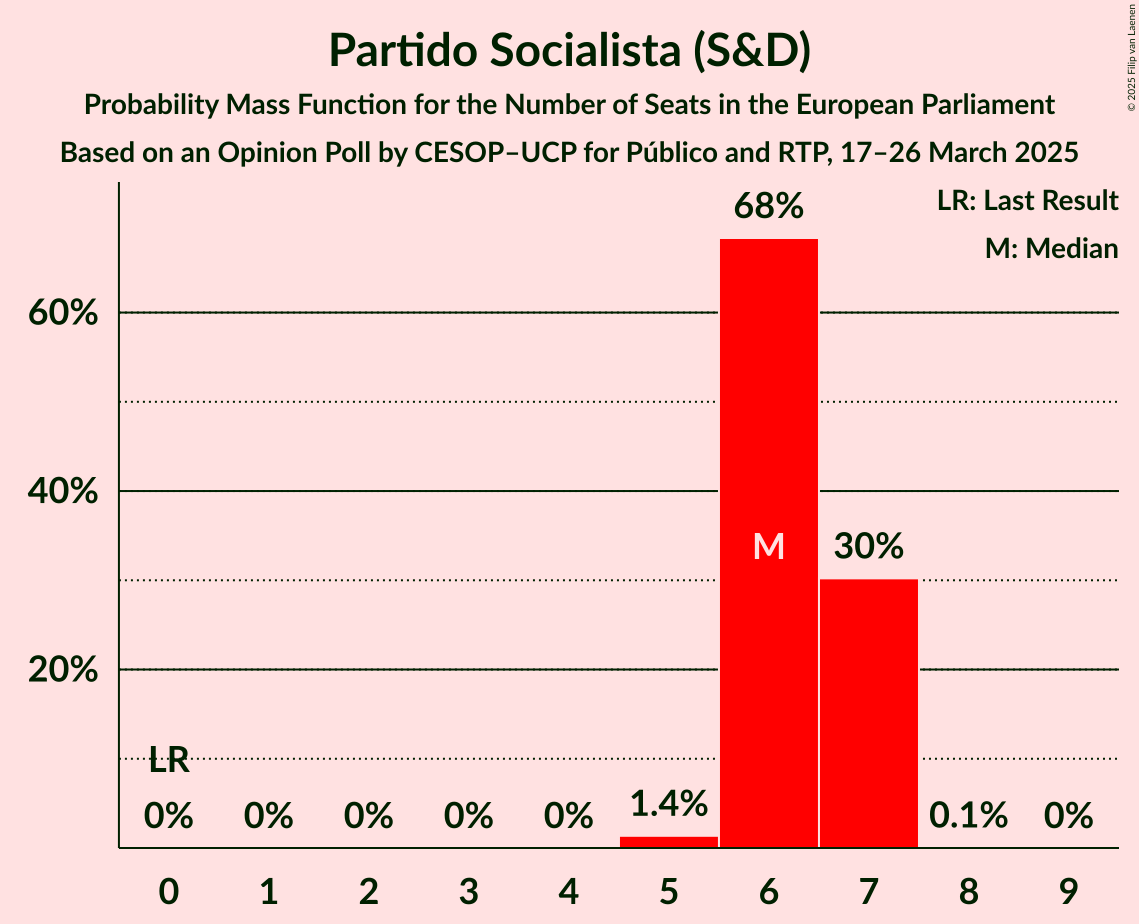 Partido Socialista (S&D)
Probability Mass Function for the Number of Seats in the European Parliament
Based on an Opinion Poll by CESOP–UCP for Público and RTP, 17–26 March 2025
© 2025 Filip van Laenen
LR: Last Result
M: Median
68%
60%
40%
M
30%
20%
LR
0% 0% 0% 0% 0% 1.4% 0.1% 0%
0 1 2 3 4 5 6 7 8 9